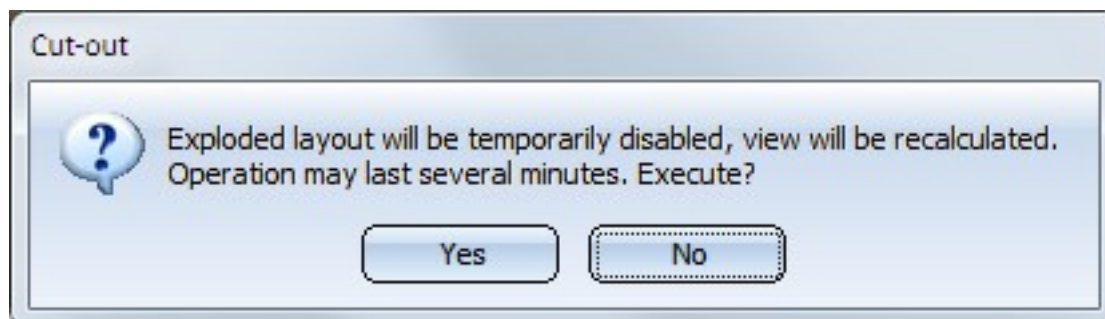 Cut-out
Exploded layout will be temporarily disabled, view will be recalculated.
Operation may last several minutes. Execute?
Yes
No